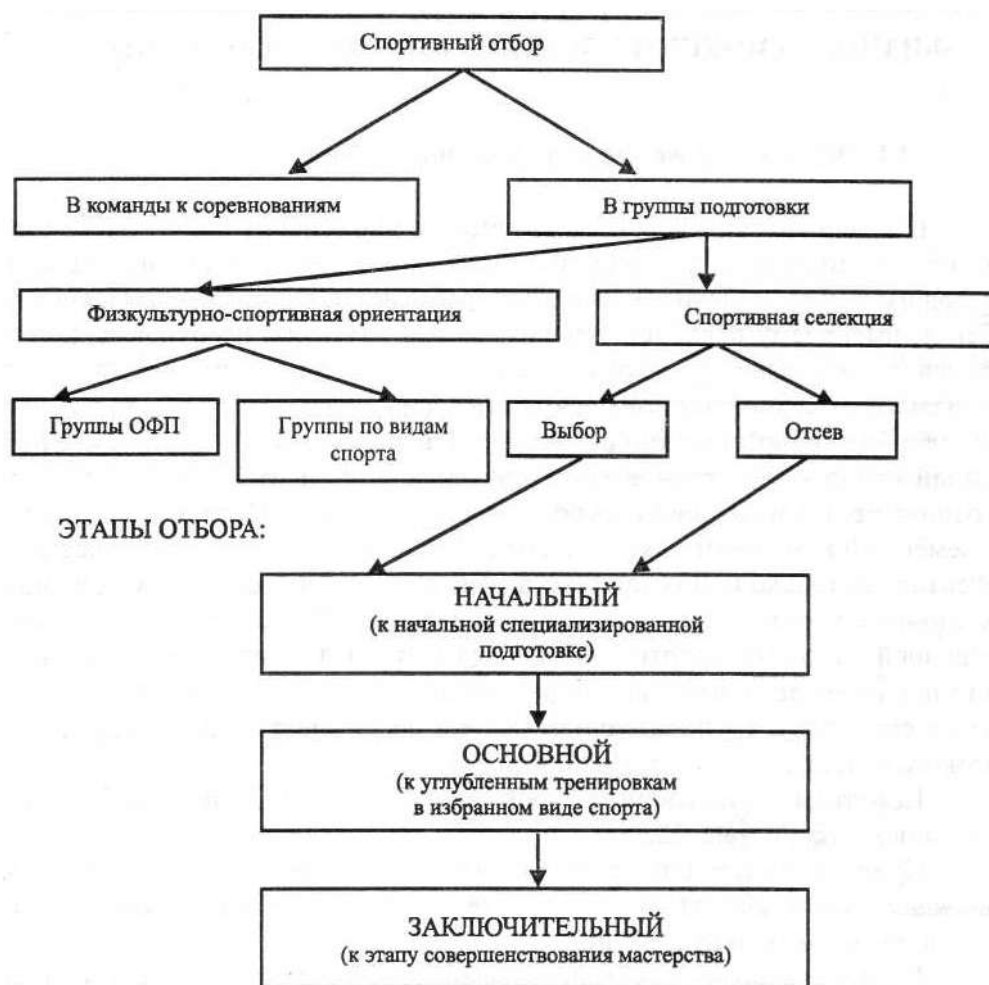 Спортивный отбор
В команды к соревнованиям
В группы подготовки
Физкультурно-спортивная ориентация
Спортивная селекция
Группы ОФП
Группы по видам
спорта
Выбор
Отсев
ЭТАПЫ ОТБОРА:
НАЧАЛЬНЫЙ
(к начальной специализированной
подготовке)
ОСНОВНОЙ
(к углубленным тренировкам
в избранном виде спорта)
ЗАКЛЮЧИТЕЛЬНЫЙ
(к этапу совершенствования мастерства)